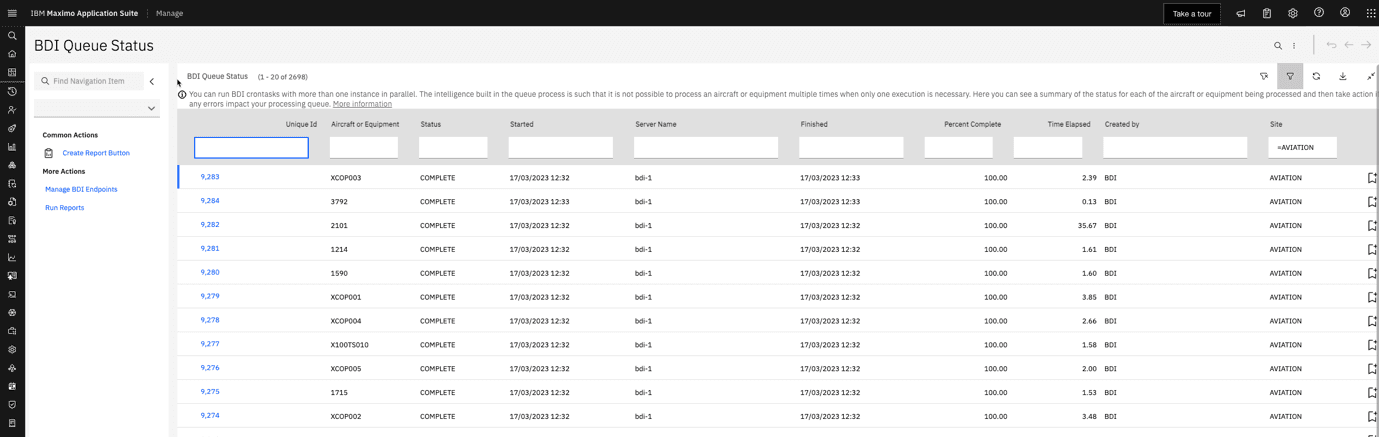 IBM Maximo Application Suite Manage Take a tour
BDI Queue Status
Find Navigation Item
BDI Queue Status (1 - 20 of 2698)
You can run BDI crontasks with more than one instance in parallel. The intelligence built in the queue process is such that it is not possible to process an aircraft or equipment multiple times when only one execution is necessary. Here you can see a summary of the status for each of the aircraft or equipment being processed and then take action
any errors impact your processing queue. More information
Common Actions
Create Report Button
More Actions
Manage BDI Endpoints
Run Reports
Unique Id Aircraft or Equipment Status Started Server Name Finished Percent Complete Time Elapsed Created by Site
=AVIATION
9,283 XCOP003 COMPLETE 17/03/2023 12:32 bdi-1 17/03/2023 12:33 100.00 2.39 BDI AVIATION
9,284 3792 COMPLETE 17/03/2023 12:33 bdi-1 17/03/2023 12:33 100.00 0.13 BDI AVIATION
9,282 2101 COMPLETE 17/03/2023 12:32 bdi-1 17/03/2023 12:32 100.00 35.67 BDI AVIATION
9,281 1214 COMPLETE 17/03/2023 12:32 bdi-1 17/03/2023 12:32 100.00 1.61 BDI AVIATION
9,280 1590 COMPLETE 17/03/2023 12:32 bdi-1 17/03/2023 12:32 100.00 1.60 BDI AVIATION
9,279 XCOP001 COMPLETE 17/03/2023 12:32 bdi-1 17/03/2023 12:32 100.00 3.85 BDI AVIATION
9,278 XCOP004 COMPLETE 17/03/2023 12:32 bdi-1 17/03/2023 12:32 100.00 2.66 BDI AVIATION
9,277 X100TS010 COMPLETE 17/03/2023 12:32 bdi-1 17/03/2023 12:32 100.00 1.58 BDI AVIATION
9,276 XCOP005 COMPLETE 17/03/2023 12:32 bdi-1 17/03/2023 12:32 100.00 2.00 BDI AVIATION
9,275 1715 COMPLETE 17/03/2023 12:32 bdi-1 17/03/2023 12:32 100.00 1.53 BDI AVIATION
9,274 XCOP002 COMPLETE 17/03/2023 12:32 bdi-1 17/03/2023 12:32 100.00 3.48 BDI AVIATION